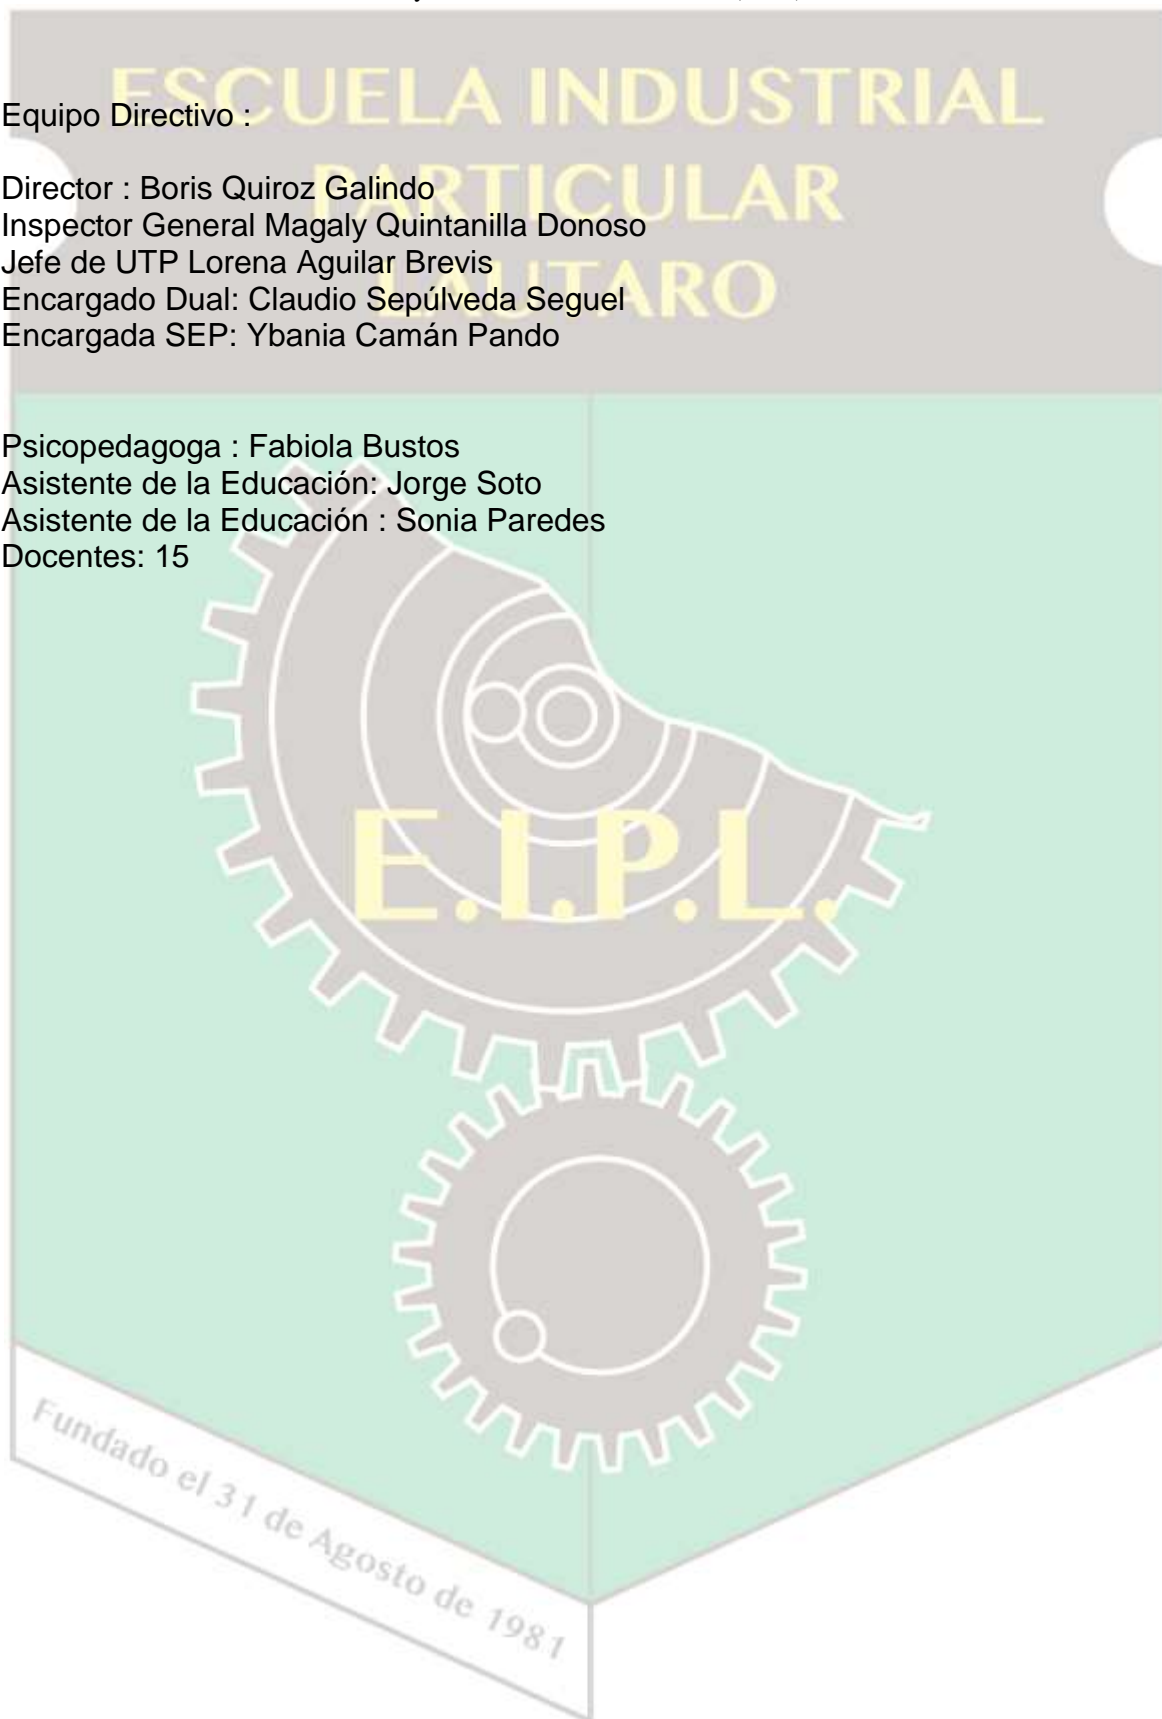 ESCUELA INDUSTRIAL
PARTICULAR
LAUTARO
Equipo Directivo :
Director : Boris Quiroz Galindo
Inspector General Magaly Quintanilla Donoso
Jefe de UTP Lorena Aguilar Brevis
Encargado Dual: Claudio Sepúlveda Seguel
Encargada SEP: Ybania Camán Pando
Psicopedagoga : Fabiola Bustos
Asistente de la Educación: Jorge Soto
Asistente de la Educación : Sonia Paredes
Docentes: 15
E.I.P.L.
Fundado el 31 de Agosto de 1981